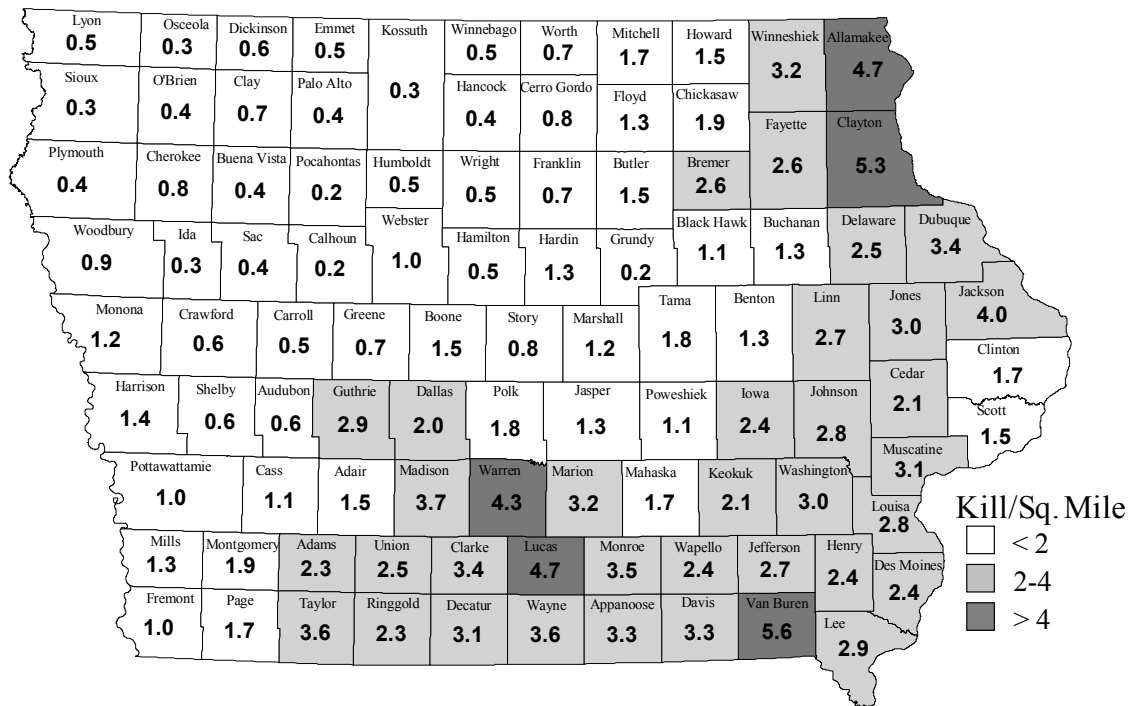 Lyon
0.5
Osceola
0.3
Dickinson
0.6
Emmet
0.5
Kossuth
0.3
Winnebago
0.5
Worth
0.7
Mitchell
1.7
Howard
1.5
Winneshiek
3.2
Allamakee
4.7
Sioux
0.3
O'Brien
0.4
Clay
0.7
Palo Alto
0.4
Hancock
0.4
Cerro Gordo
0.8
Floyd
1.3
Chickasaw
1.9
Fayette
2.6
Clayton
5.3
Plymouth
0.4
Cherokee
0.8
Buena Vista
0.4
Pocahontas
0.2
Humboldt
0.5
Wright
0.5
Franklin
0.7
Butler
1.5
Bremer
2.6
Woodbury
0.9
Ida
0.3
Sac
0.4
Calhoun
0.2
Webster
1.0
Hamilton
0.5
Hardin
1.3
Grundy
0.2
Black Hawk
1.1
Buchanan
1.3
Delaware
2.5
Dubuque
3.4
Monona
1.2
Crawford
0.6
Carroll
0.5
Greene
0.7
Boone
1.5
Story
0.8
Marshall
1.2
Tama
1.8
Benton
1.3
Linn
2.7
Jones
3.0
Jackson
4.0
Clinton
1.7
Harrison
1.4
Shelby
0.6
Audubon
0.6
Guthrie
2.9
Dallas
2.0
Polk
1.8
Jasper
1.3
Poweshiek
1.1
Iowa
2.4
Johnson
2.8
Cedar
2.1
Scott
1.5
Muscatine
3.1
Pottawattamie
1.0
Cass
1.1
Adair
1.5
Madison
3.7
Warren
4.3
Marion
3.2
Mahaska
1.7
Keokuk
2.1
Washington
3.0
Louisa
2.8
Mills
1.3
Montgomery
1.9
Adams
2.3
Union
2.5
Clarke
3.4
Lucas
4.7
Monroe
3.5
Wapello
2.4
Jefferson
2.7
Henry
2.4
Des Moines
2.4
Fremont
1.0
Page
1.7
Taylor
3.6
Ringgold
2.3
Decatur
3.1
Wayne
3.6
Appanoose
3.3
Davis
3.3
Van Buren
5.6
Lee
2.9
Kill/Sq. Mile
< 2
2-4
> 4